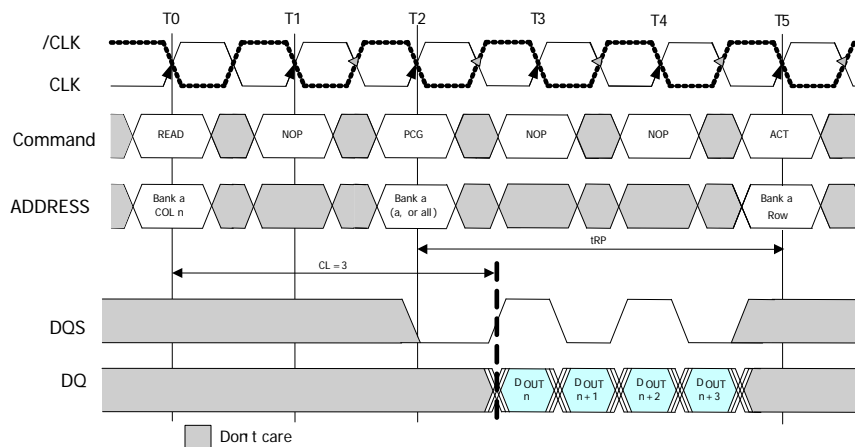 T0 T1 T2 T3 T4 T5
/CLK
CLK
Command READ NOP PCG NOP NOP ACT
ADDRESS Bank a COL n Bank a (a, or all) Bank a Row
tRP
CL = 3
DQS
DQ DOUT n DOUT n + 1 DOUT n + 2 DOUT n + 3
Don't care